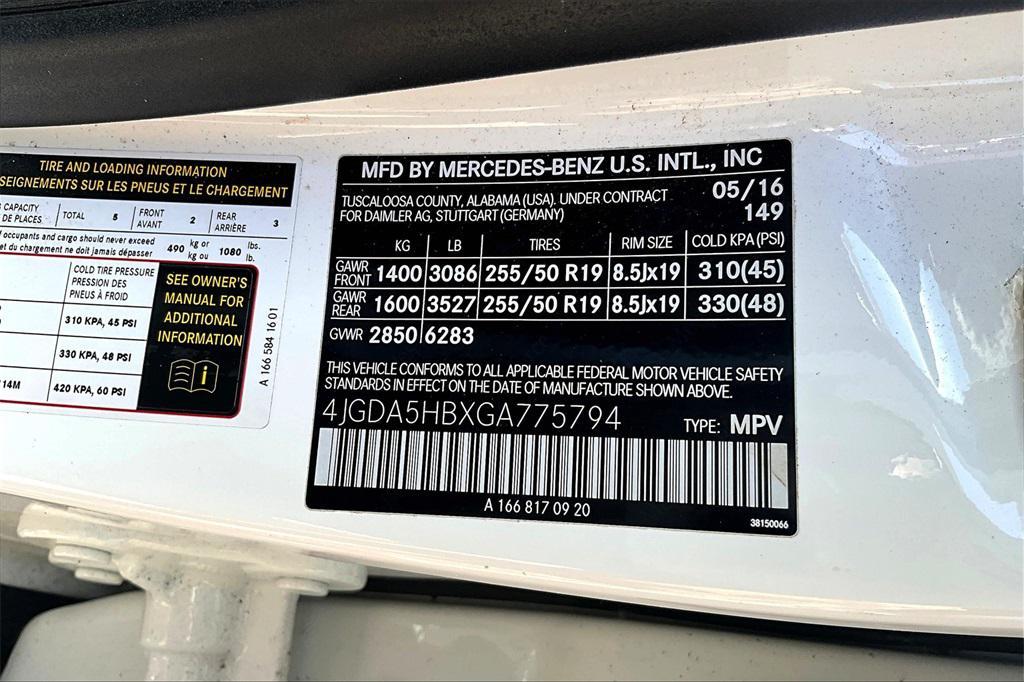 TIRE AND LOADING INFORMATION
SEIGNEMENTS SUR LES PNEUS ET LE CHARGEMENT
CAPACITY
DE PLACES
TOTAL 5
FRONT
AVANT 2
REAR
ARRIÈRE 3
occupants and cargo should never exceed
et du chargement ne doit jamais dépasser
490 kg or
kg ou
1080 lbs.
lb.
COLD TIRE PRESSURE
PRESSION DES
PNEUS À FROID
310 KPA, 45 PSI
330 KPA, 48 PSI
14M 420 KPA, 60 PSI
SEE OWNER'S
MANUAL FOR
ADDITIONAL
INFORMATION
A 166 584 16 01
MFD BY MERCEDES-BENZ U.S. INTL., INC
TUSCALOOSA COUNTY, ALABAMA (USA). UNDER CONTRACT
FOR DAIMLER AG, STUTTGART (GERMANY)
05/16
149
KG LB TIRES RIM SIZE COLD KPA (PSI)
GAWR
FRONT 1400 3086 255/50 R19 8.5Jx19 310(45)
GAWR
REAR 1600 3527 255/50 R19 8.5Jx19 330(48)
GWR 2850 6283
THIS VEHICLE CONFORMS TO ALL APPLICABLE FEDERAL MOTOR VEHICLE SAFETY
STANDARDS IN EFFECT ON THE DATE OF MANUFACTURE SHOWN ABOVE.
4JGDA5HBXGA775794 TYPE: MPV
A 166 817 09 20
38150066